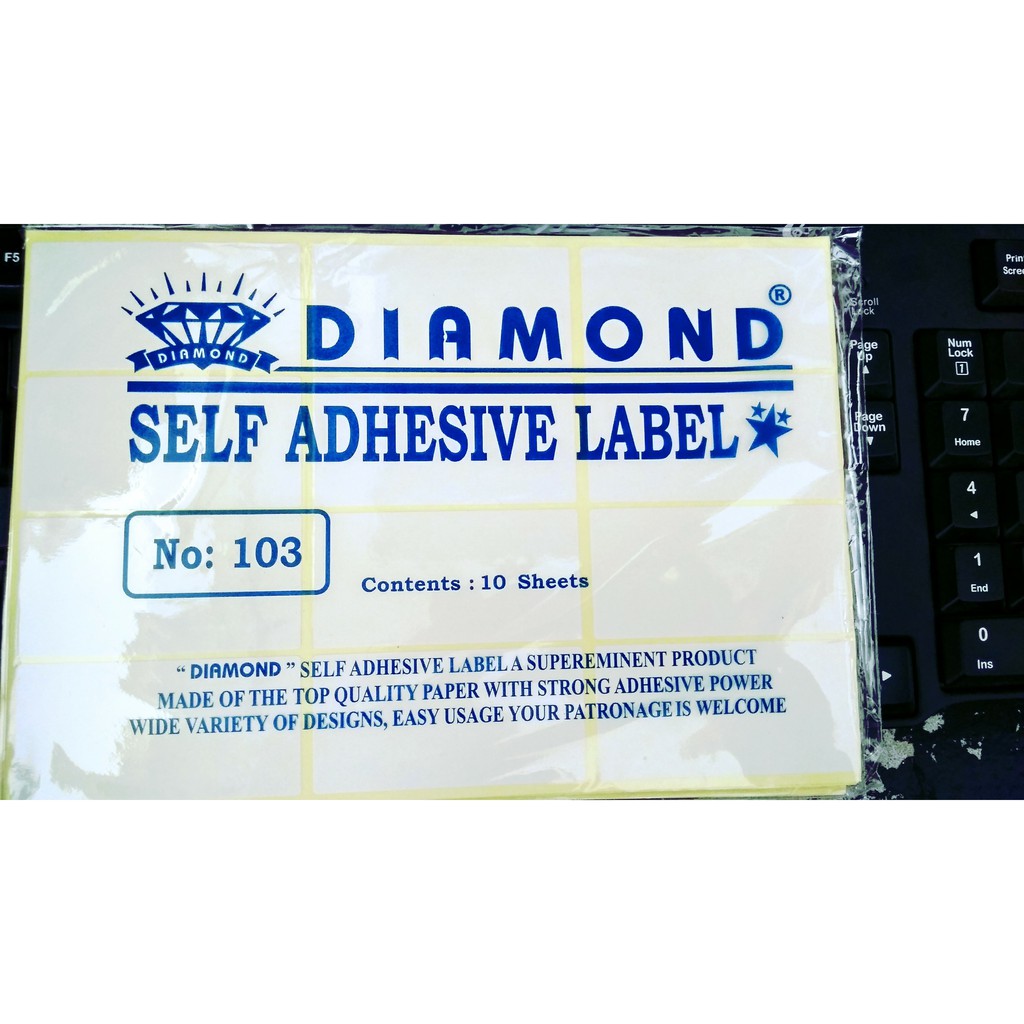 DIAMOND
DIAMOND ®
SELF ADHESIVE LABEL
No: 103
Contents : 10 Sheets
“ DIAMOND ” SELF ADHESIVE LABEL A SUPEREMINENT PRODUCT
MADE OF THE TOP QUALITY PAPER WITH STRONG ADHESIVE POWER
WIDE VARIETY OF DESIGNS, EASY USAGE YOUR PATRONAGE IS WELCOME
F5
Scroll
Lock
Page
Up
Page
Down
Num
Lock
1
7
Home
4
1
End
0
Ins